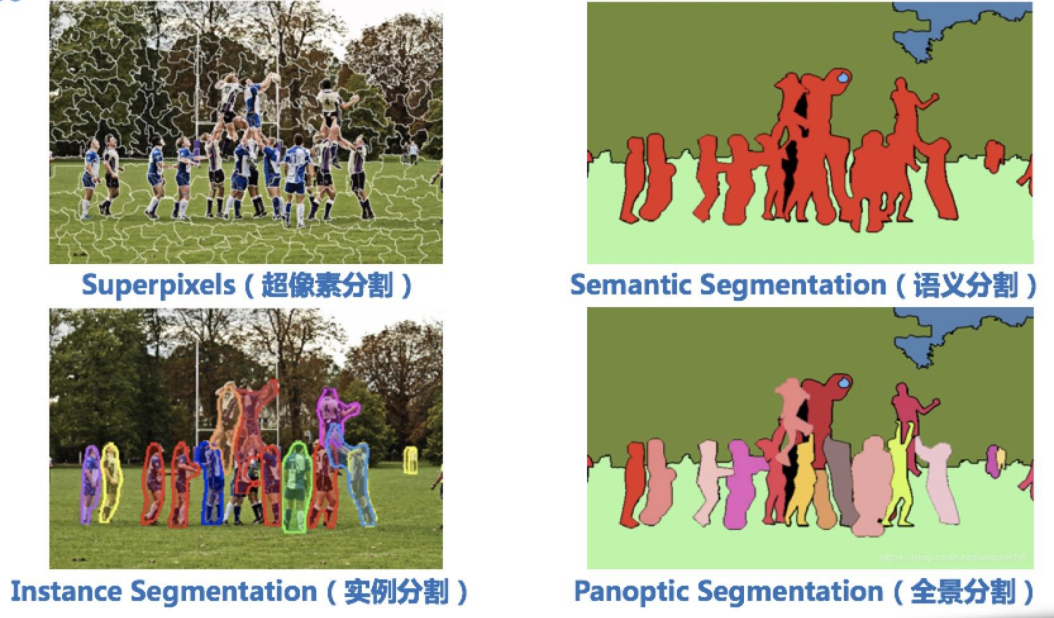 Superpixels（超像素分割）
Semantic Segmentation（语义分割）
Instance Segmentation（实例分割）
Panoptic Segmentation（全景分割）